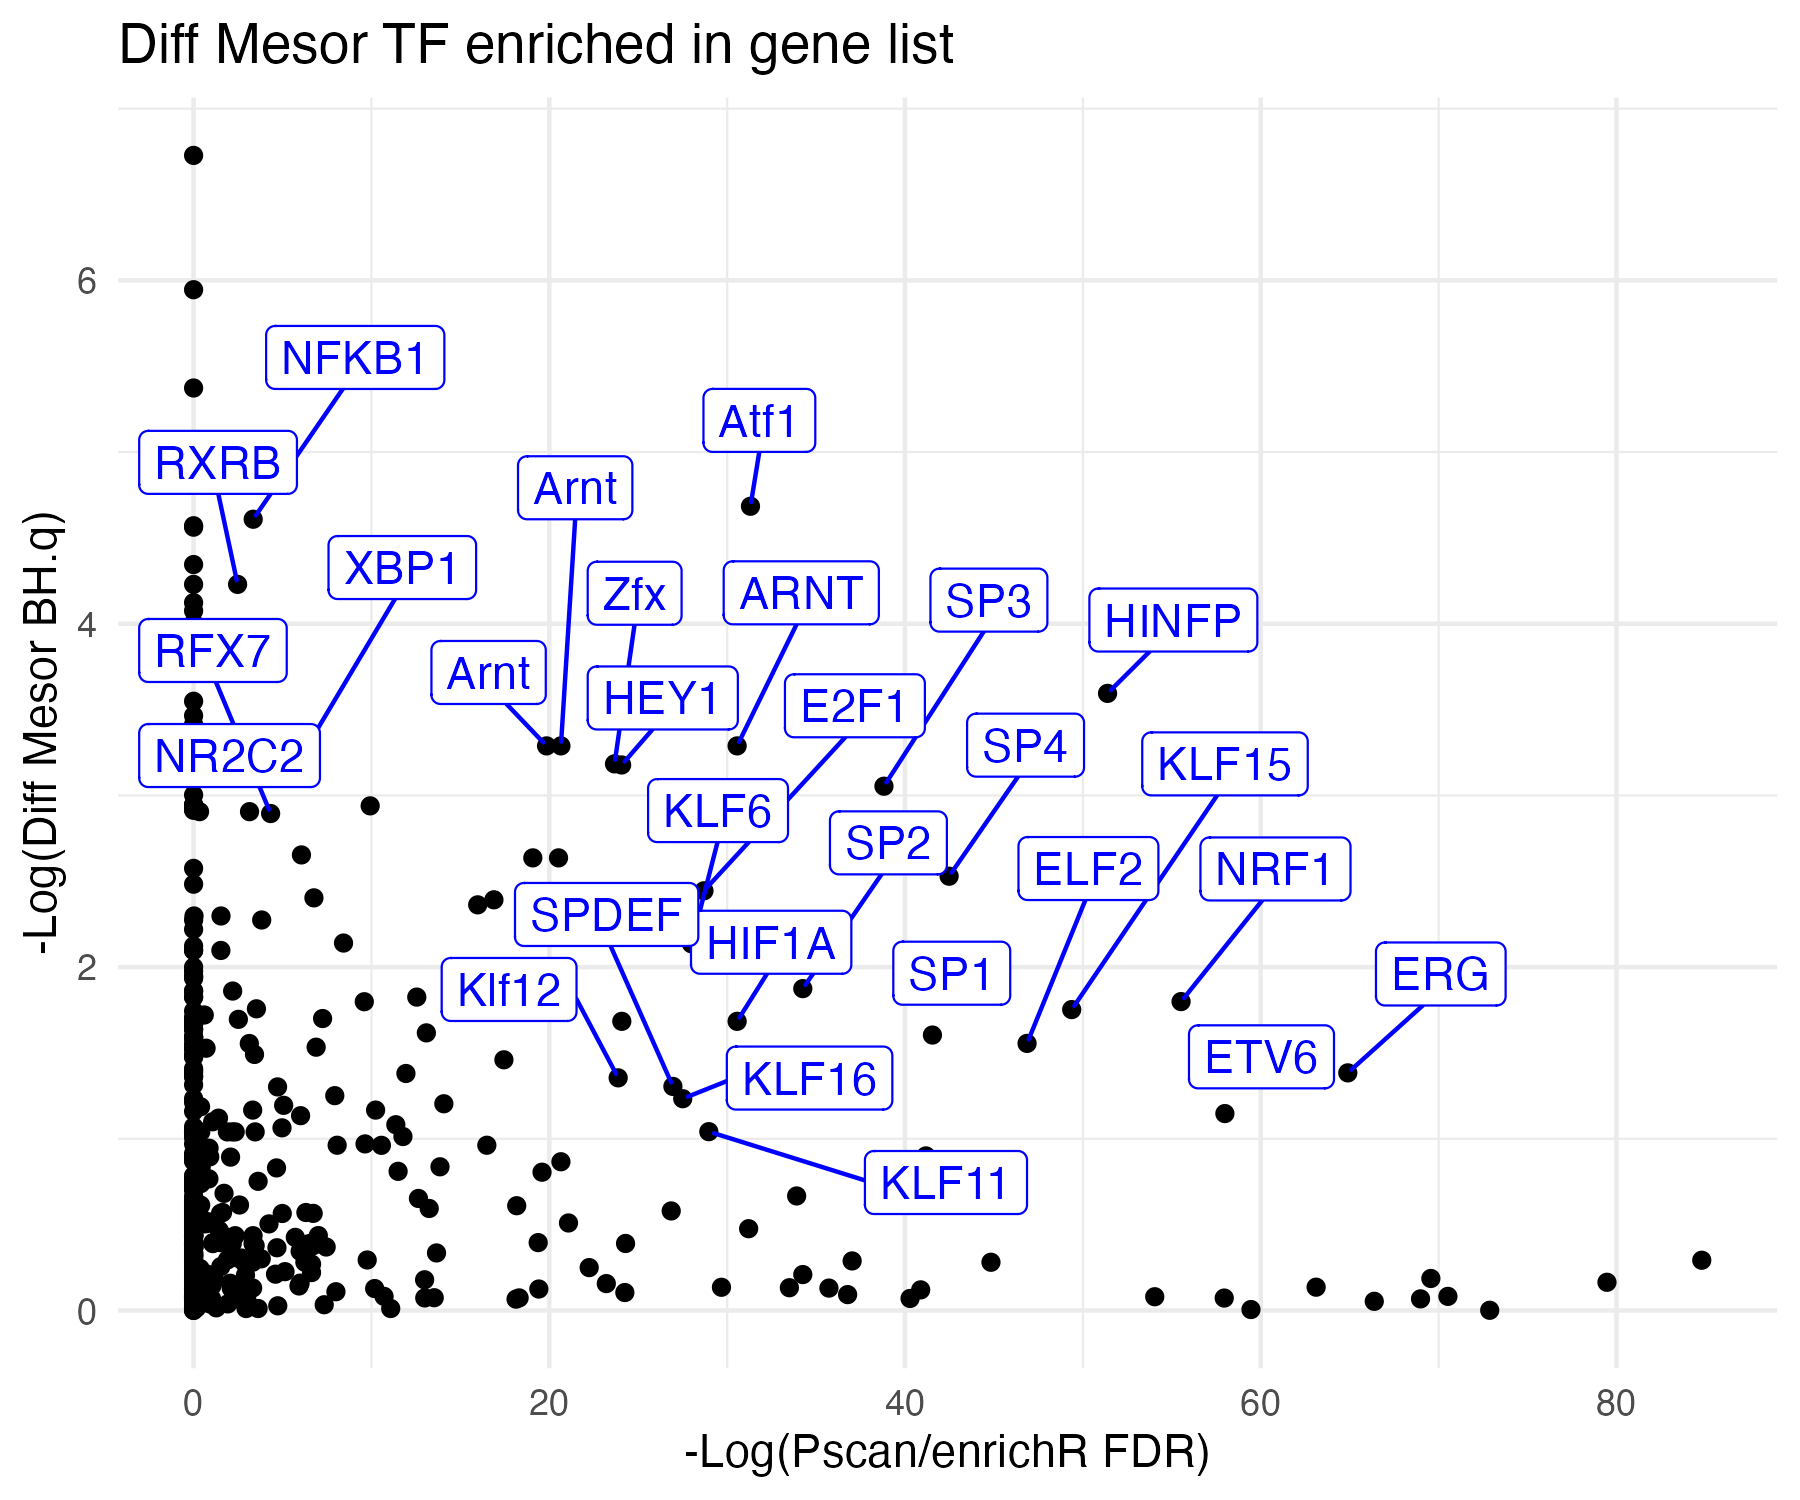 Diff Mesor TF enriched in gene list
-Log(Diff Mesor BH.q)
6
4
2
0
NFKB1
Atf1
RXRB
Arnt
XBP1
Zfx
ARNT
SP3
HINFP
RFX7
Arnt
HEY1
E2F1
SP4
NR2C2
KLF15
KLF6
SP2
ELF2
NRF1
SPDEF
HIF1A
SP1
ERG
Klf12
ETV6
KLF16
KLF11
0
20
40
60
80
-Log(Pscan/enrichR FDR)